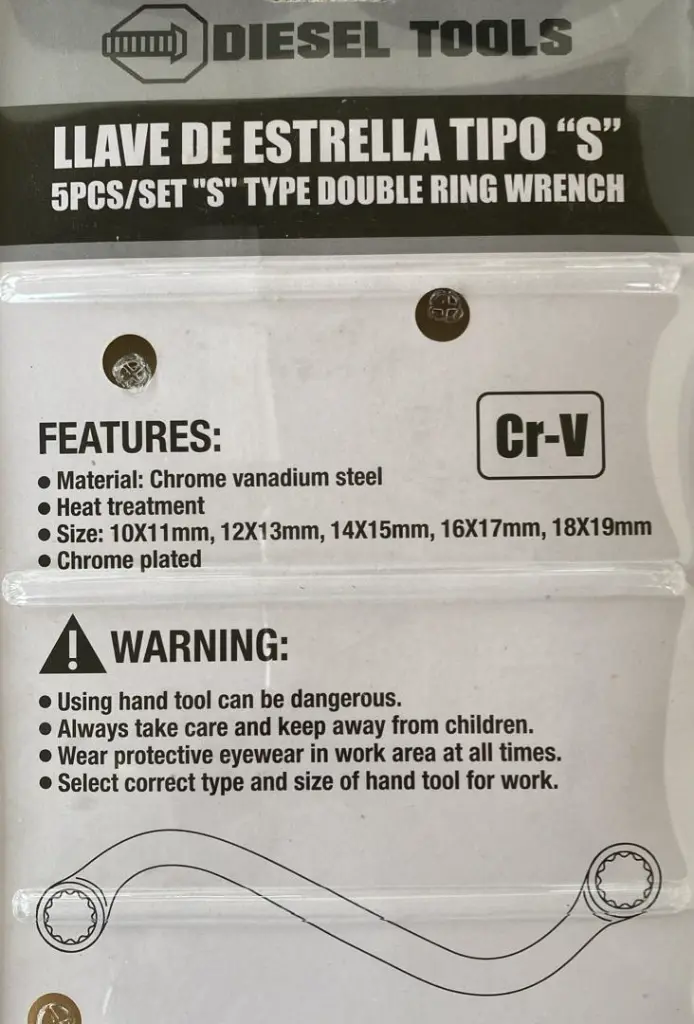 DIESEL TOOLS
LLAVE DE ESTRELLA TIPO “S”
5PCS/SET "S" TYPE DOUBLE RING WRENCH
FEATURES:
Cr-V
● Material: Chrome vanadium steel
● Heat treatment
● Size: 10X11mm, 12X13mm, 14X15mm, 16X17mm, 18X19mm
● Chrome plated
WARNING:
● Using hand tool can be dangerous.
● Always take care and keep away from children.
● Wear protective eyewear in work area at all times.
● Select correct type and size of hand tool for work.